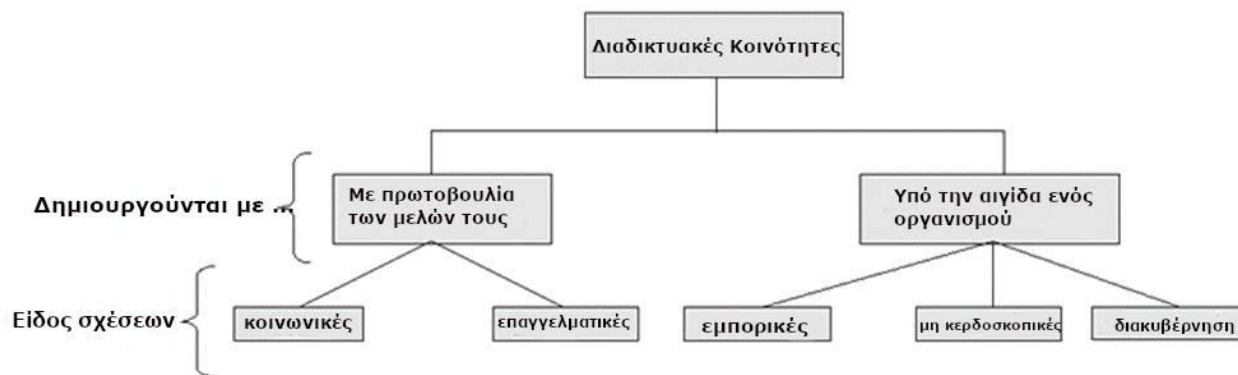 Διαδικτυακές Κοινότητες
Δημιουργούνται με ...
Με πρωτοβουλία
των μελών τους
Υπό την αιγίδα ενός
οργανισμού
Είδος σχέσεων
κοινωνικές
επαγγελματικές
εμπορικές
μη κερδοσκοπικές
διακυβέρνηση